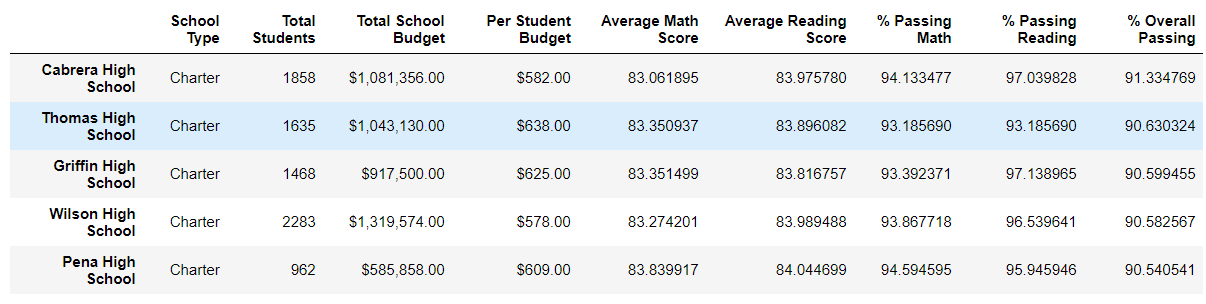 School Type Total Students Total School Budget Per Student Budget Average Math Score Average Reading Score % Passing Math % Passing Reading % Overall Passing
Cabrera High School Charter 1858 $1,081,356.00 $582.00 83.061895 83.975780 94.133477 97.039828 91.334769
Thomas High School Charter 1635 $1,043,130.00 $638.00 83.350937 83.896082 93.185690 93.185690 90.630324
Griffin High School Charter 1468 $917,500.00 $625.00 83.351499 83.816757 93.392371 97.138965 90.599455
Wilson High School Charter 2283 $1,319,574.00 $578.00 83.274201 83.989488 93.867718 96.539641 90.582567
Pena High School Charter 962 $585,858.00 $609.00 83.839917 84.044699 94.594595 95.945946 90.540541